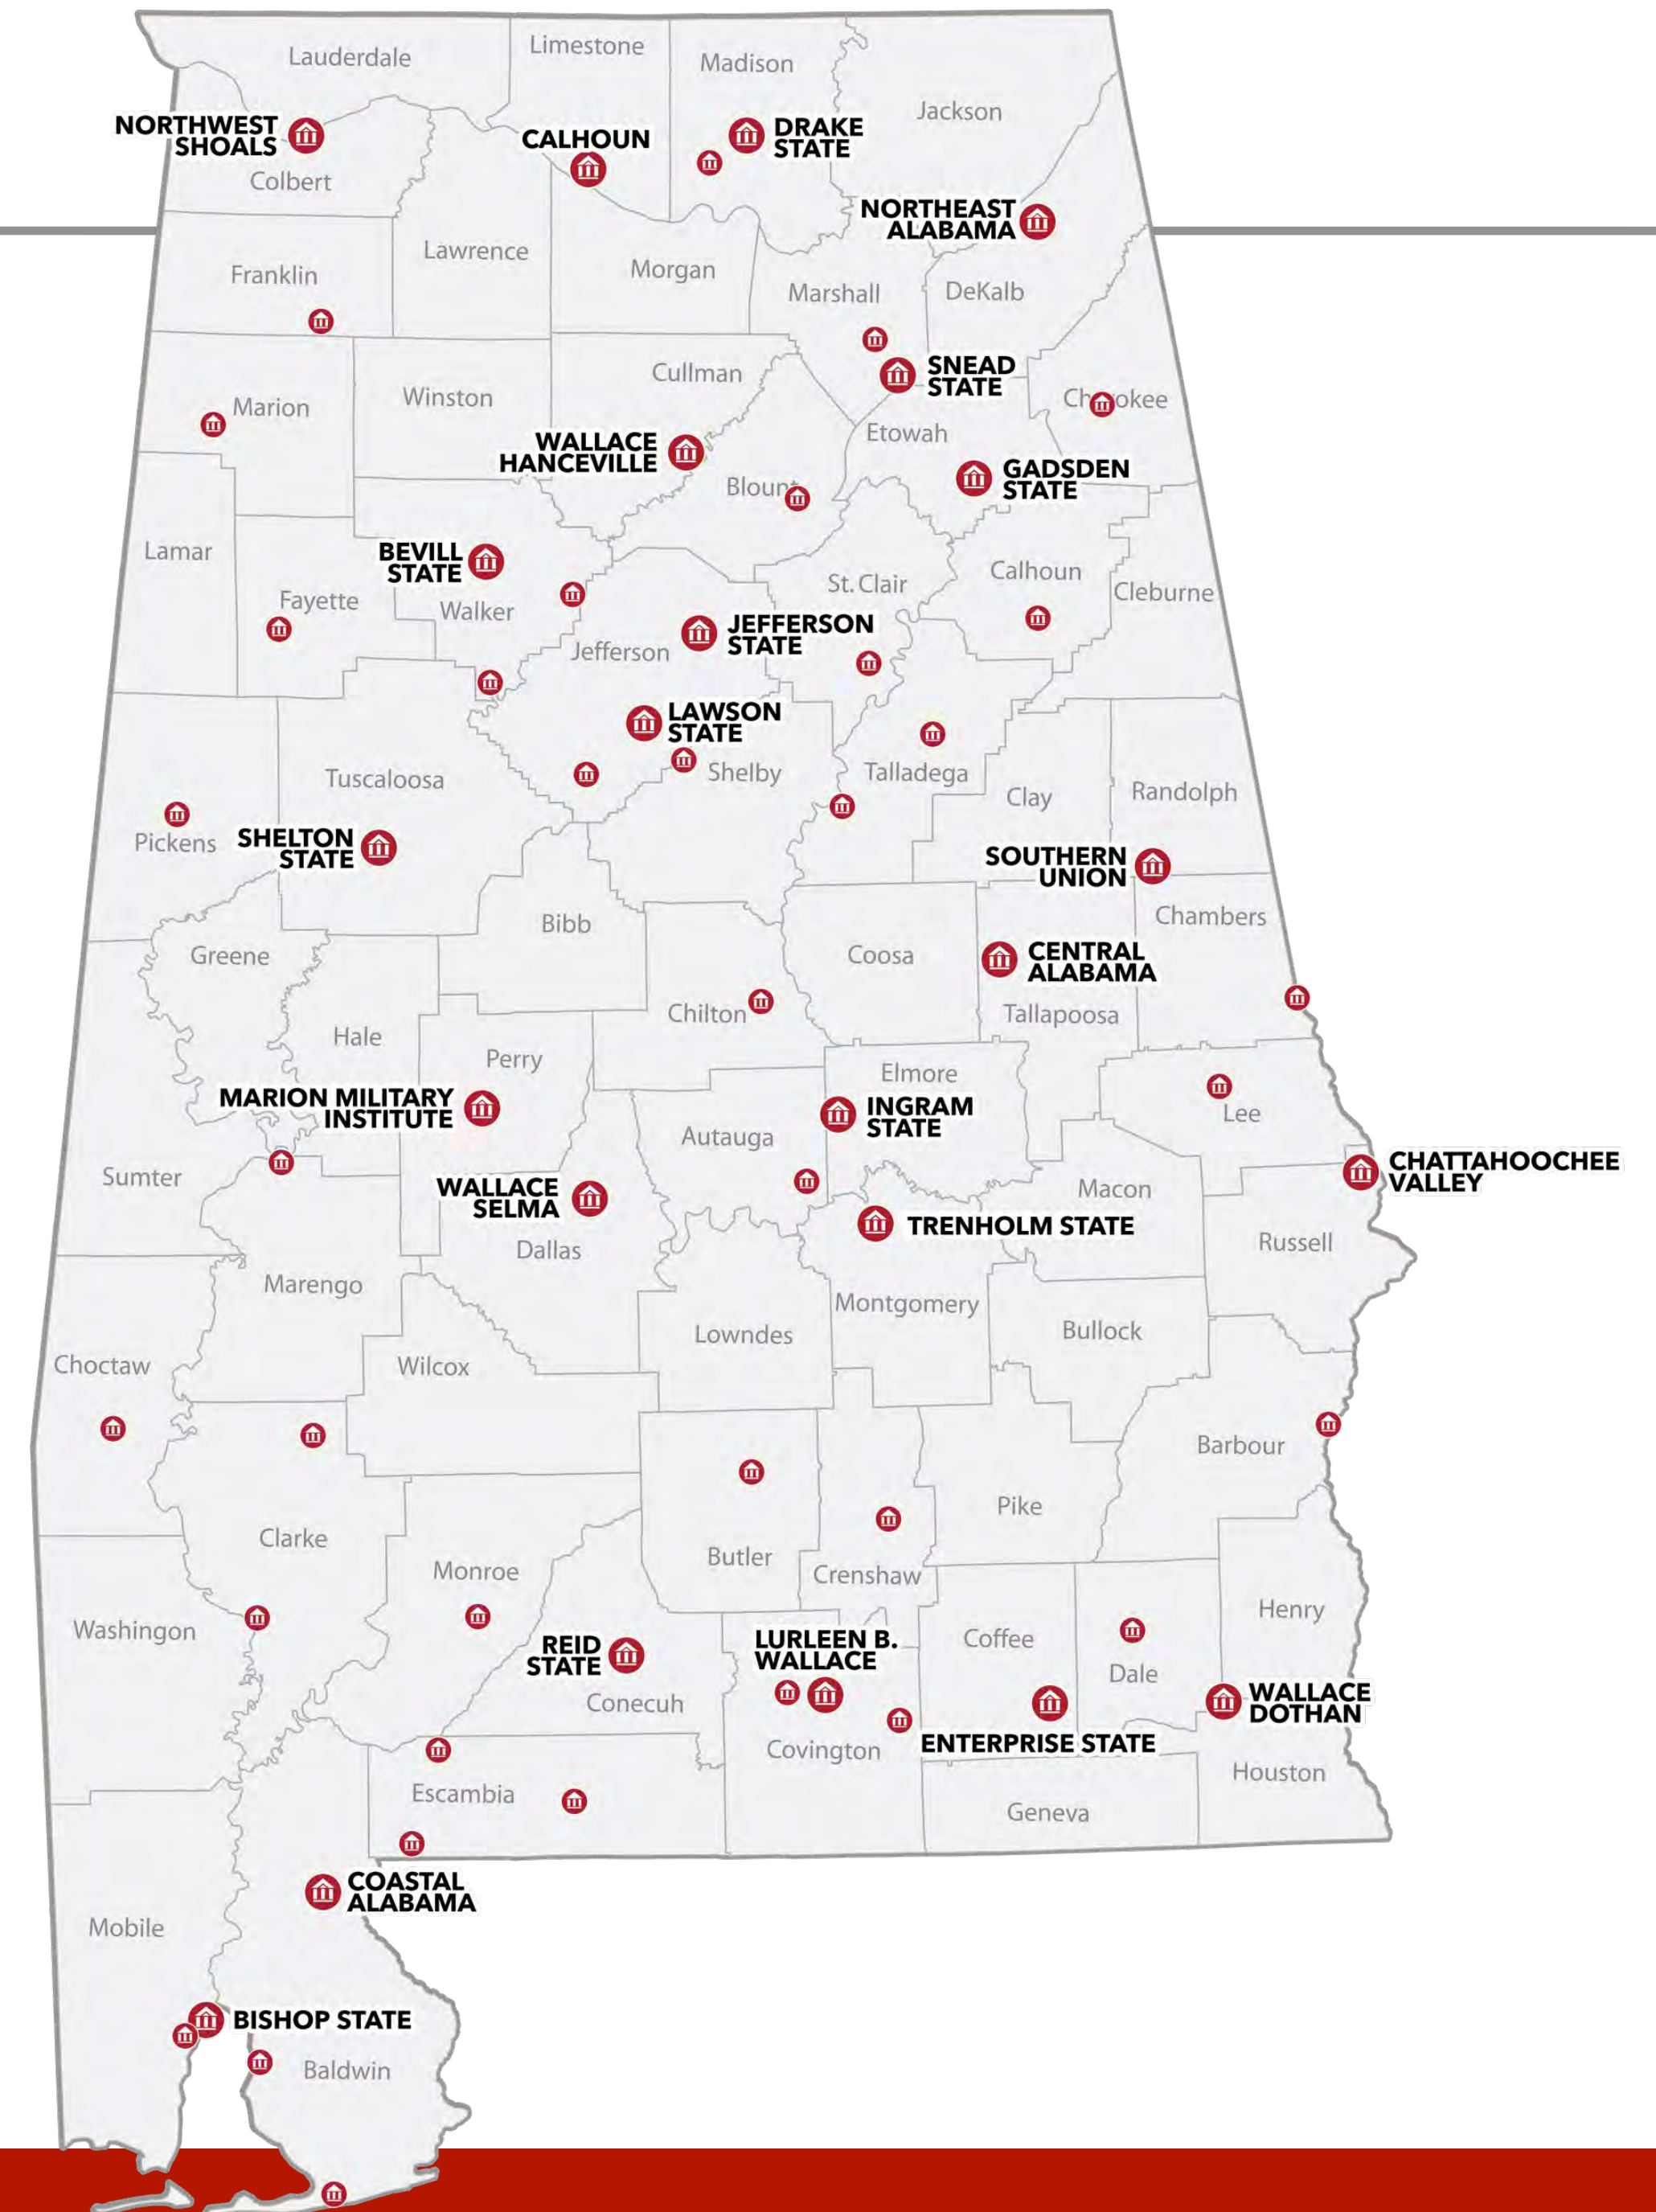 Lauderdale
Limestone
Madison
Jackson
NORTHWEST
SHOALS
CALHOUN
DRAKE
STATE
Colbert
NORTHEAST
ALABAMA
Lawrence
Franklin
Morgan
Marshall
DeKalb
SNEAD
STATE
Cullman
Winston
Marion
Cherokee
Etowah
WALLACE
HANCEVILLE
GADSDEN
STATE
Blount
Lamar
BEVILL
STATE
Calhoun
St. Clair
Cleburne
Fayette
Walker
JEFFERSON
STATE
Jefferson
LAWSON
STATE
Shelby
Talladega
Tuscaloosa
Clay
Randolph
Pickens
SHELTON
STATE
SOUTHERN
UNION
Chambers
Bibb
Greene
Coosa
CENTRAL
ALABAMA
Chilton
Tallapoosa
Hale
Perry
Elmore
MARION MILITARY
INSTITUTE
INGRAM
STATE
Lee
Autauga
Sumter
CHATTAHOOCHEE
VALLEY
WALLACE
SELMA
Macon
TRENHOLM STATE
Dallas
Russell
Marengo
Montgomery
Lowndes
Bullock
Choctaw
Wilcox
Barbour
Pike
Clarke
Butler
Monroe
Crenshaw
Henry
Washingon
Coffee
REID
STATE
LURLEEN B.
WALLACE
Dale
Conecuh
WALLACE
DOTHAN
ENTERPRISE STATE
Covington
Houston
Escambia
Geneva
COASTAL
ALABAMA
Mobile
BISHOP STATE
Baldwin